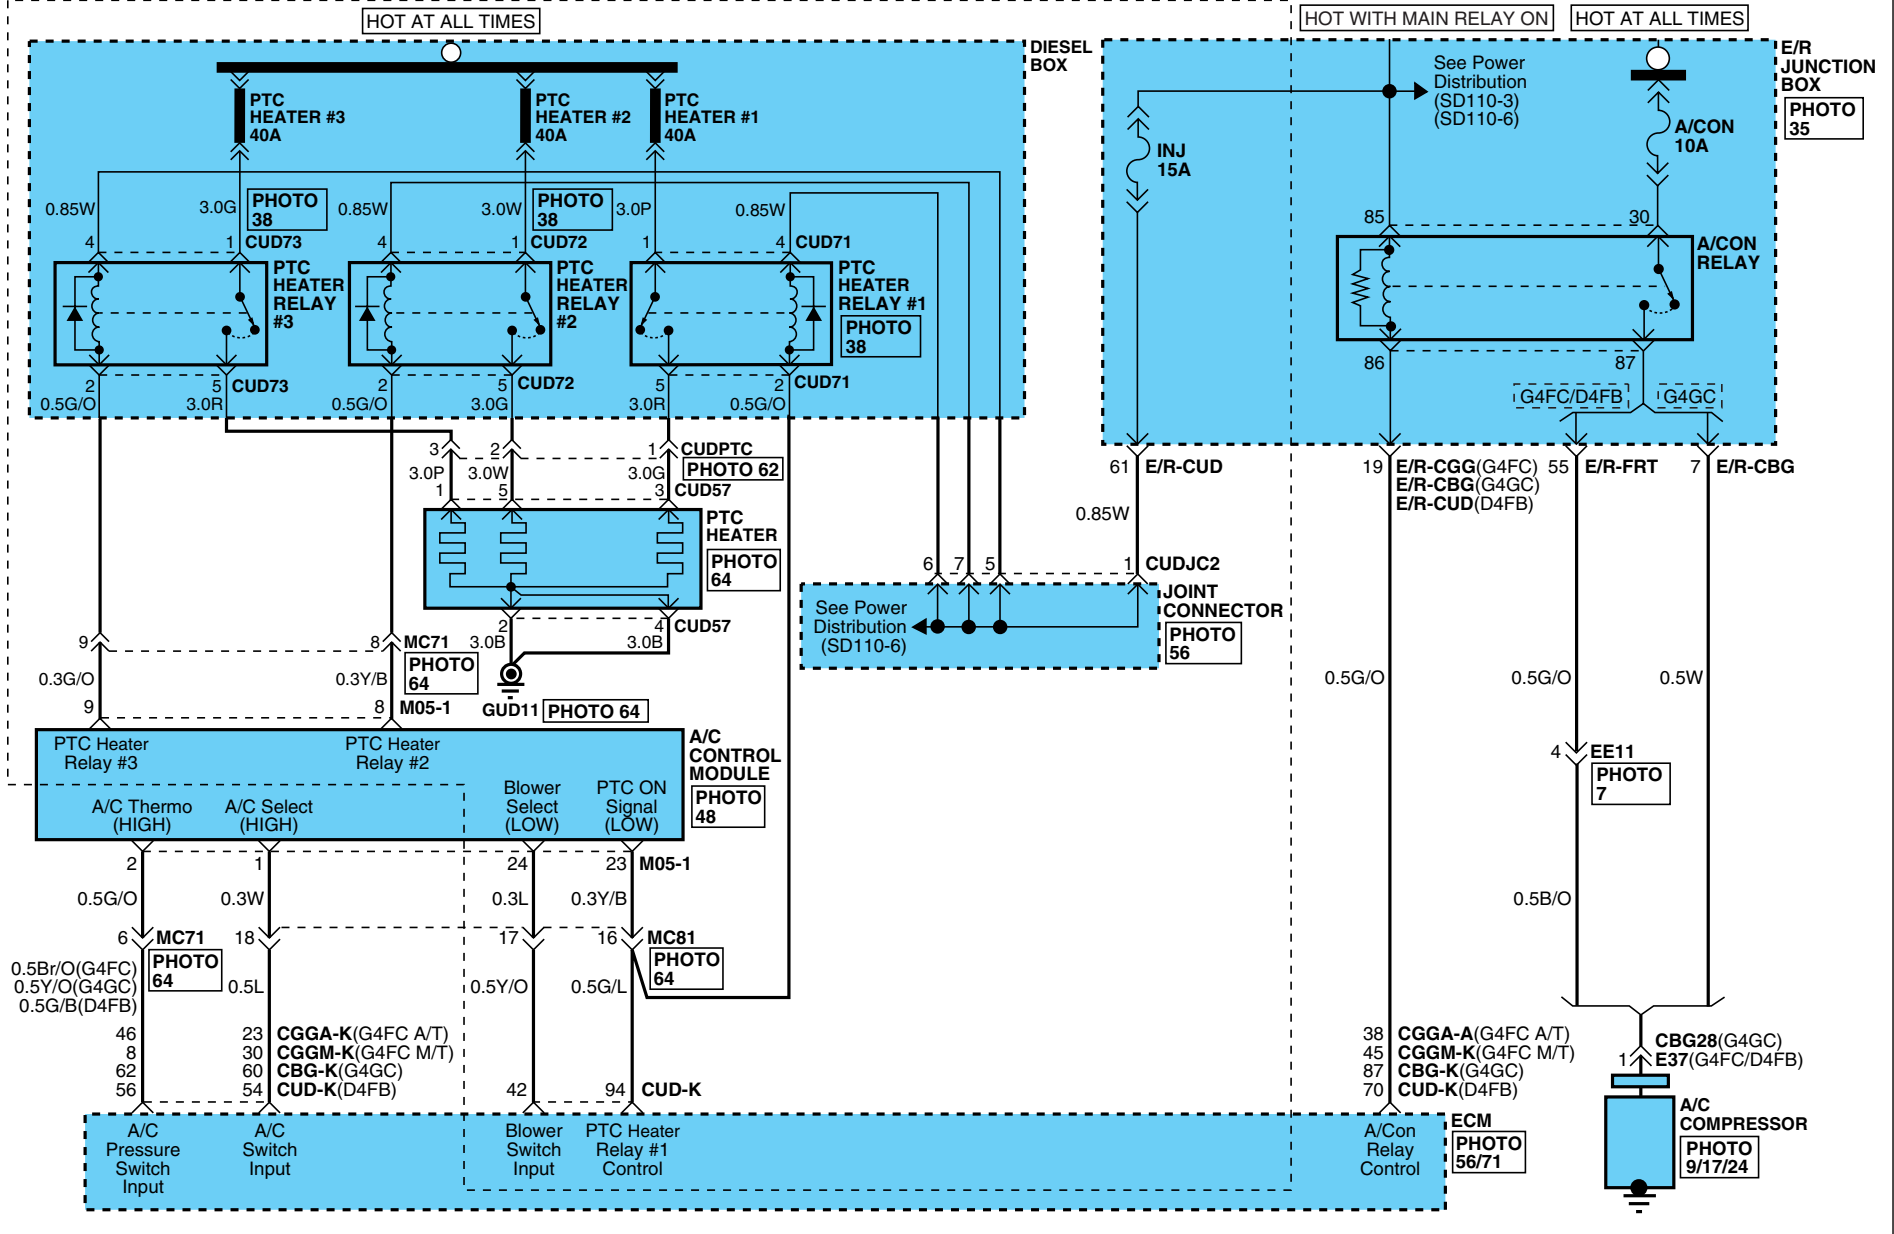 HOT AT ALL TIMES
HOT WITH MAIN RELAY ON
HOT AT ALL TIMES
DIESEL
BOX
PTC
HEATER #3
40A
PTC
HEATER #2
40A
PTC
HEATER #1
40A
See Power
Distribution
(SD110-3)
(SD110-6)
E/R
JUNCTION
BOX
PHOTO
35
INJ
15A
A/CON
10A
0.85W
3.0G
PHOTO
38
0.85W
3.0W
PHOTO
38
3.0P
0.85W
85
30
4
1
CUD73
4
1
CUD72
1
4
CUD71
PTC
HEATER
RELAY
#3
PTC
HEATER
RELAY
#2
PTC
HEATER
RELAY #1
PHOTO
38
A/CON
RELAY
2
5
CUD73
2
5
CUD72
5
2
CUD71
86
87
0.5G/O
3.0R
0.5G/O
3.0G
3.0R
0.5G/O
G4FC/D4FB
G4GC
3
2
1
CUDPTC
PHOTO 62
3.0P
3.0W
3.0G
1
5
3
CUD57
61
E/R-CUD
19
E/R-CGG(G4FC)
E/R-CBG(G4GC)
E/R-CUD(D4FB)
55
E/R-FRT
7
E/R-CBG
PTC
HEATER
PHOTO
64
0.85W
6
7
5
1
CUDJC2
See Power
Distribution
(SD110-6)
JOINT
CONNECTOR
PHOTO
56
2
4
CUD57
3.0B
3.0B
9
8
MC71
PHOTO
64
0.3G/O
0.3Y/B
0.5G/O
0.5G/O
0.5W
9
8
M05-1
GUD11
PHOTO 64
PTC Heater
Relay #3
PTC Heater
Relay #2
A/C
CONTROL
MODULE
PHOTO
48
A/C Thermo
(HIGH)
A/C Select
(HIGH)
Blower
Select
(LOW)
PTC ON
Signal
(LOW)
4
EE11
PHOTO
7
2
1
24
23
M05-1
0.5G/O
0.3W
0.3L
0.3Y/B
0.5B/O
6
MC71
PHOTO
64
18
17
16
MC81
PHOTO
64
0.5Br/O(G4FC)
0.5Y/O(G4GC)
0.5G/B(D4FB)
0.5L
0.5Y/O
0.5G/L
46
8
62
56
23
CGGA-K(G4FC A/T)
30
CGGM-K(G4FC M/T)
60
CBG-K(G4GC)
54
CUD-K(D4FB)
42
94
CUD-K
38
CGGA-A(G4FC A/T)
45
CGGM-K(G4FC M/T)
87
CBG-K(G4GC)
70
CUD-K(D4FB)
CBG28(G4GC)
1
E37(G4FC/D4FB)
A/C
Pressure
Switch
Input
A/C
Switch
Input
Blower
Switch
Input
PTC Heater
Relay #1
Control
A/Con
Relay
Control
ECM
PHOTO
56/71
A/C
COMPRESSOR
PHOTO
9/17/24